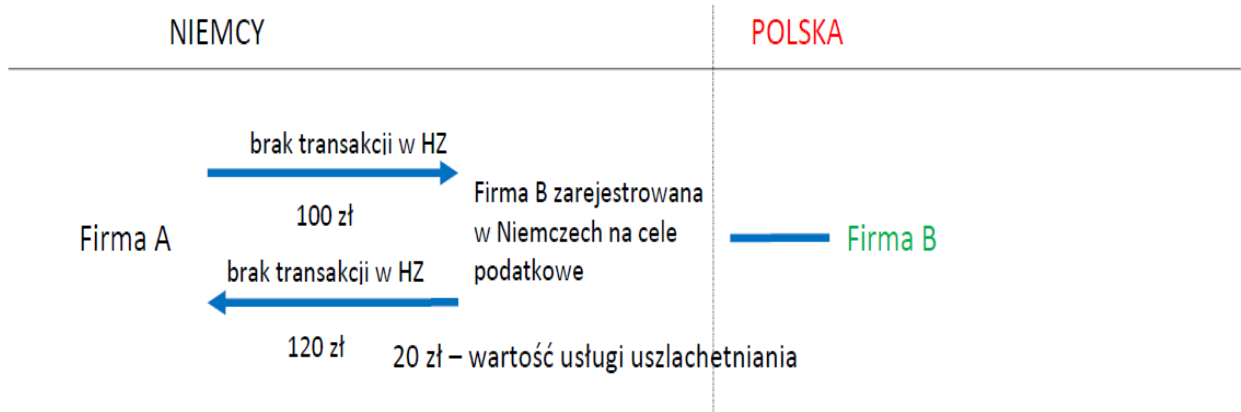 NIEMCY
POLSKA
brak transakcji w HZ
100 zł
Firma A
brak transakcji w HZ
120 zł
Firma B zarejestrowana
w Niemczech na cele
podatkowe
Firma B
20 zł – wartość usługi uszlachetniania